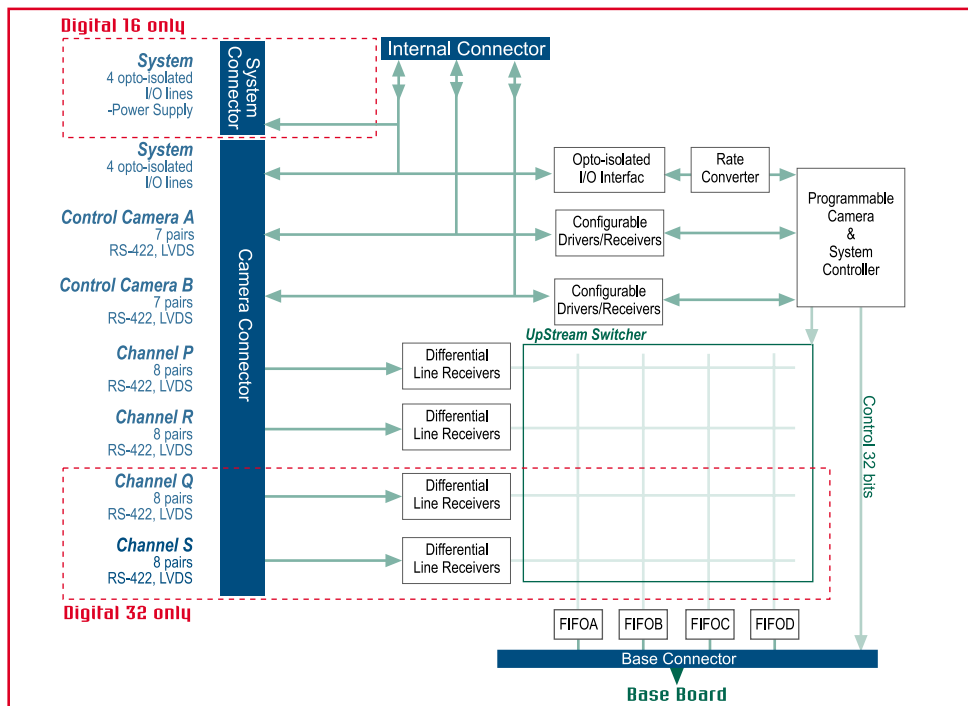 Digital 16 only
System
4 opto-isolated
I/O lines
-Power Supply
System
Connector
Internal Connector
System
4 opto-isolated
I/O lines
Opto-isolated
I/O Interfac
Rate
Converter
Programmable
Camera
&
System
Controller
Control Camera A
7 pairs
RS-422, LVDS
Configurable
Drivers/Receivers
Control Camera B
7 pairs
RS-422, LVDS
Configurable
Drivers/Receivers
Camera Connector
UpStream Switcher
Channel P
8 pairs
RS-422, LVDS
Differential
Line Receivers
Channel R
8 pairs
RS-422, LVDS
Differential
Line Receivers
Control 32 bits
Channel Q
8 pairs
RS-422, LVDS
Differential
Line Receivers
Channel S
8 pairs
RS-422, LVDS
Differential
Line Receivers
Digital 32 only
FIFOA
FIFOB
FIFOC
FIFOD
Base Connector
Base Board